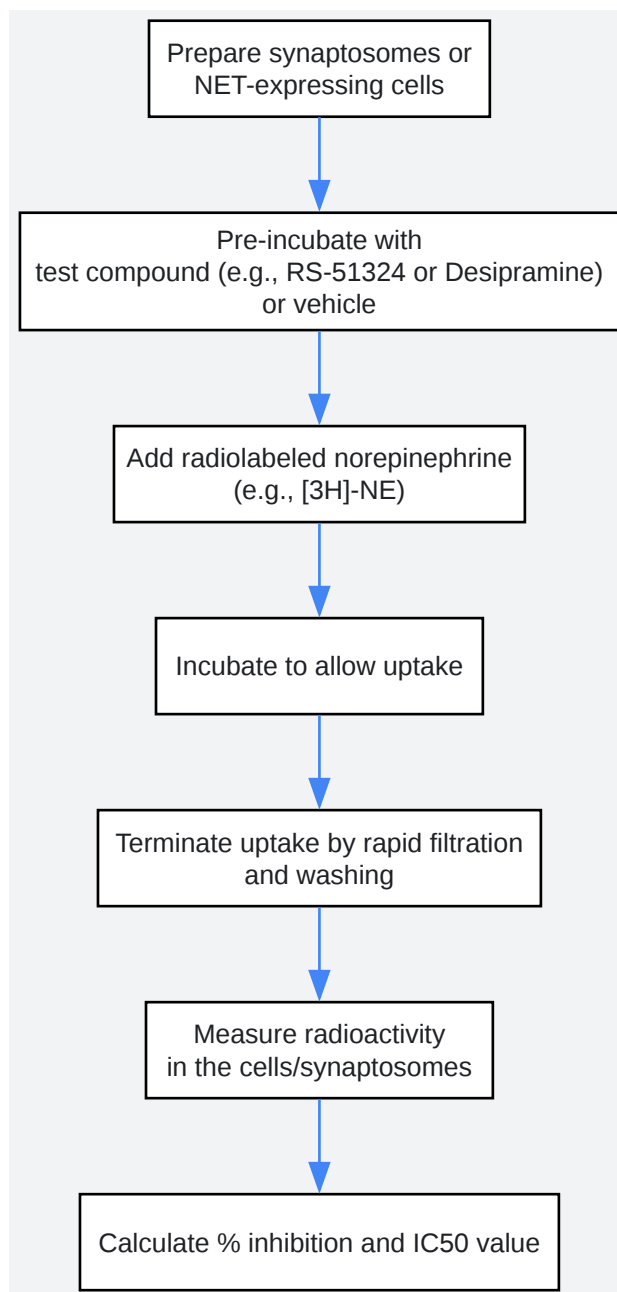 Prepare synaptosomes or
NET-expressing cells
Pre-incubate with
test compound (e.g., RS-51324 or Desipramine)
or vehicle
Add radiolabeled norepinephrine
(e.g., [3H]-NE)
Incubate to allow uptake
Terminate uptake by rapid filtration
and washing
Measure radioactivity
in the cells/synaptosomes
Calculate % inhibition and IC50 value